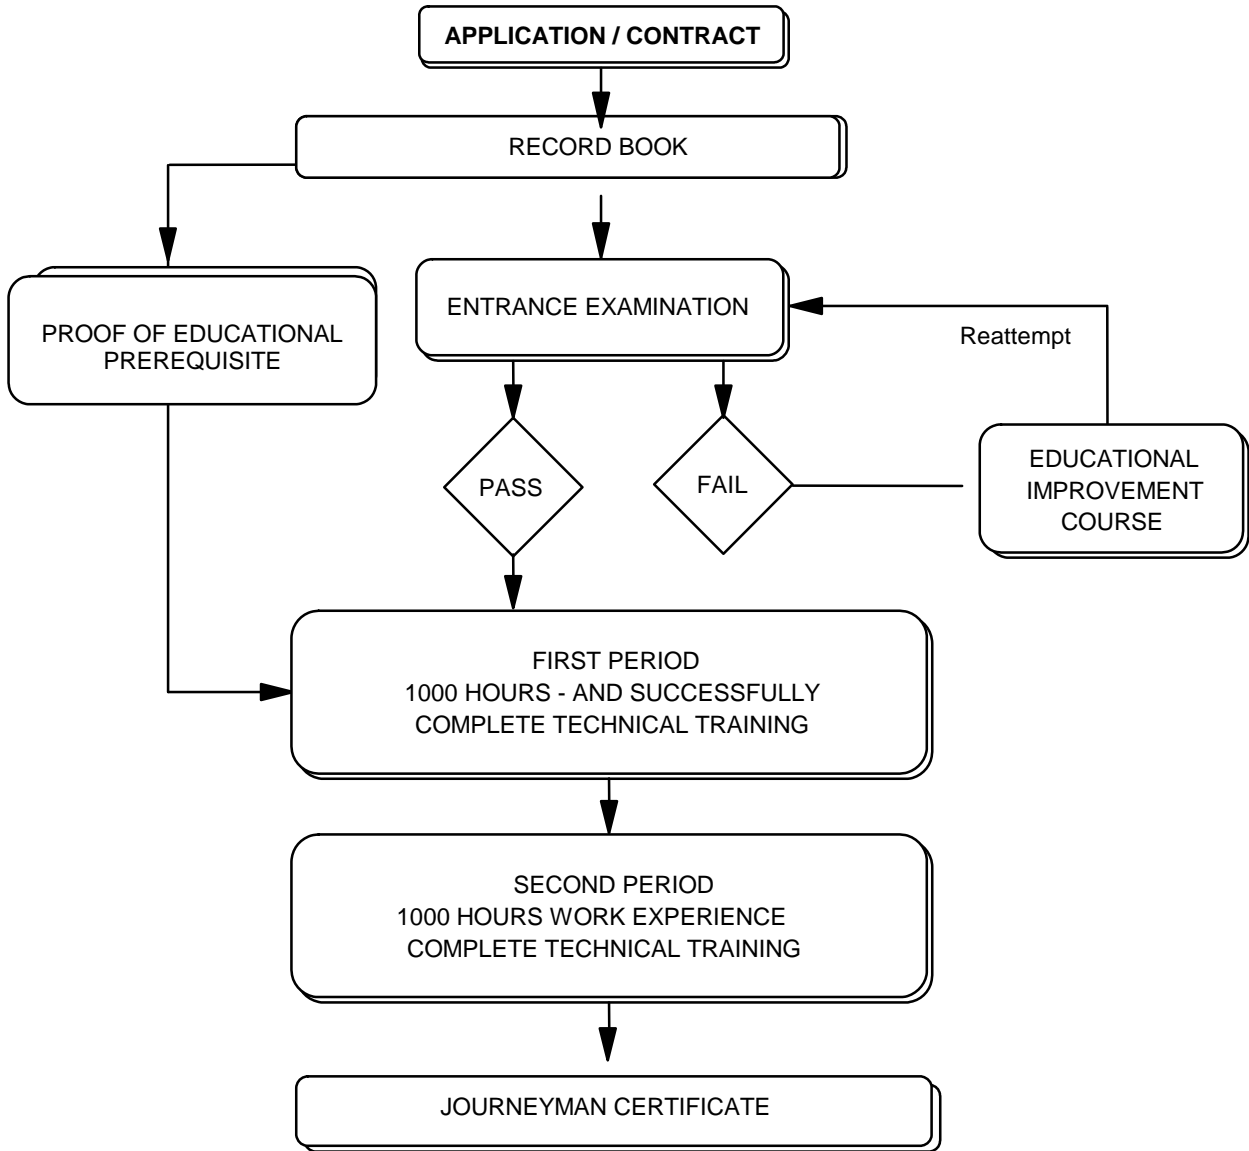 APPLICATION / CONTRACT
RECORD BOOK
PROOF OF EDUCATIONAL
PREREQUISITE
ENTRANCE EXAMINATION
Reattempt
PASS
FAIL
EDUCATIONAL
IMPROVEMENT
COURSE
FIRST PERIOD
1000 HOURS - AND SUCCESSFULLY
COMPLETE TECHNICAL TRAINING
SECOND PERIOD
1000 HOURS WORK EXPERIENCE
COMPLETE TECHNICAL TRAINING
JOURNEYMAN CERTIFICATE